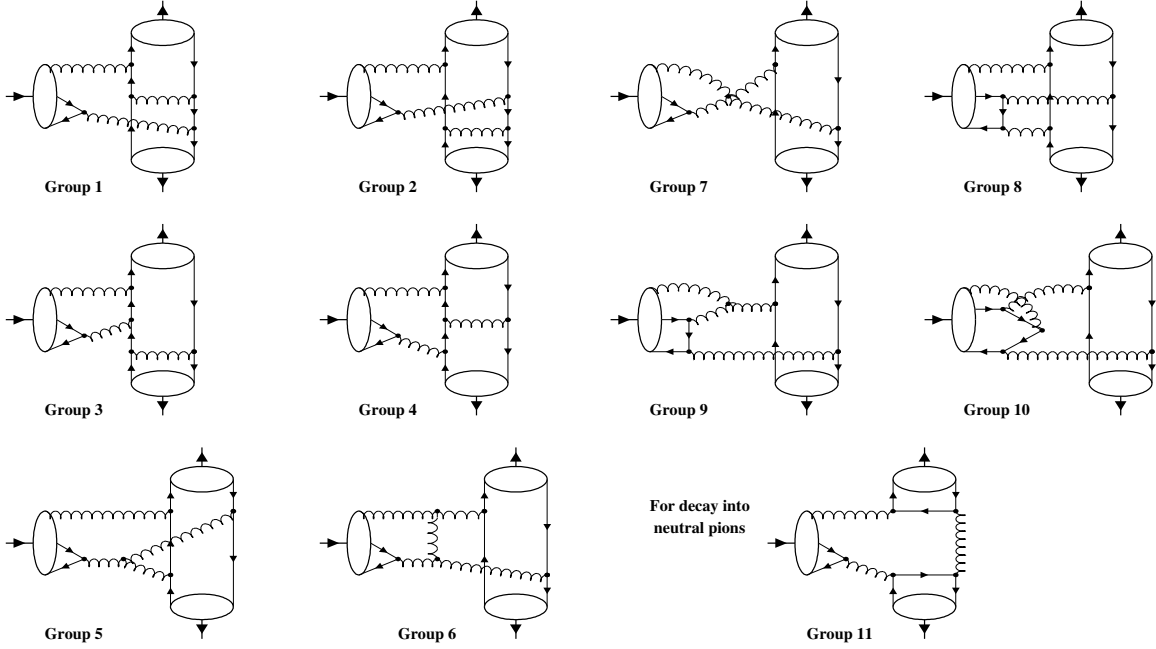 Group 1
Group 2
Group 7
Group 8
Group 3
Group 4
Group 9
Group 10
For decay into
neutral pions
Group 5
Group 6
Group 11